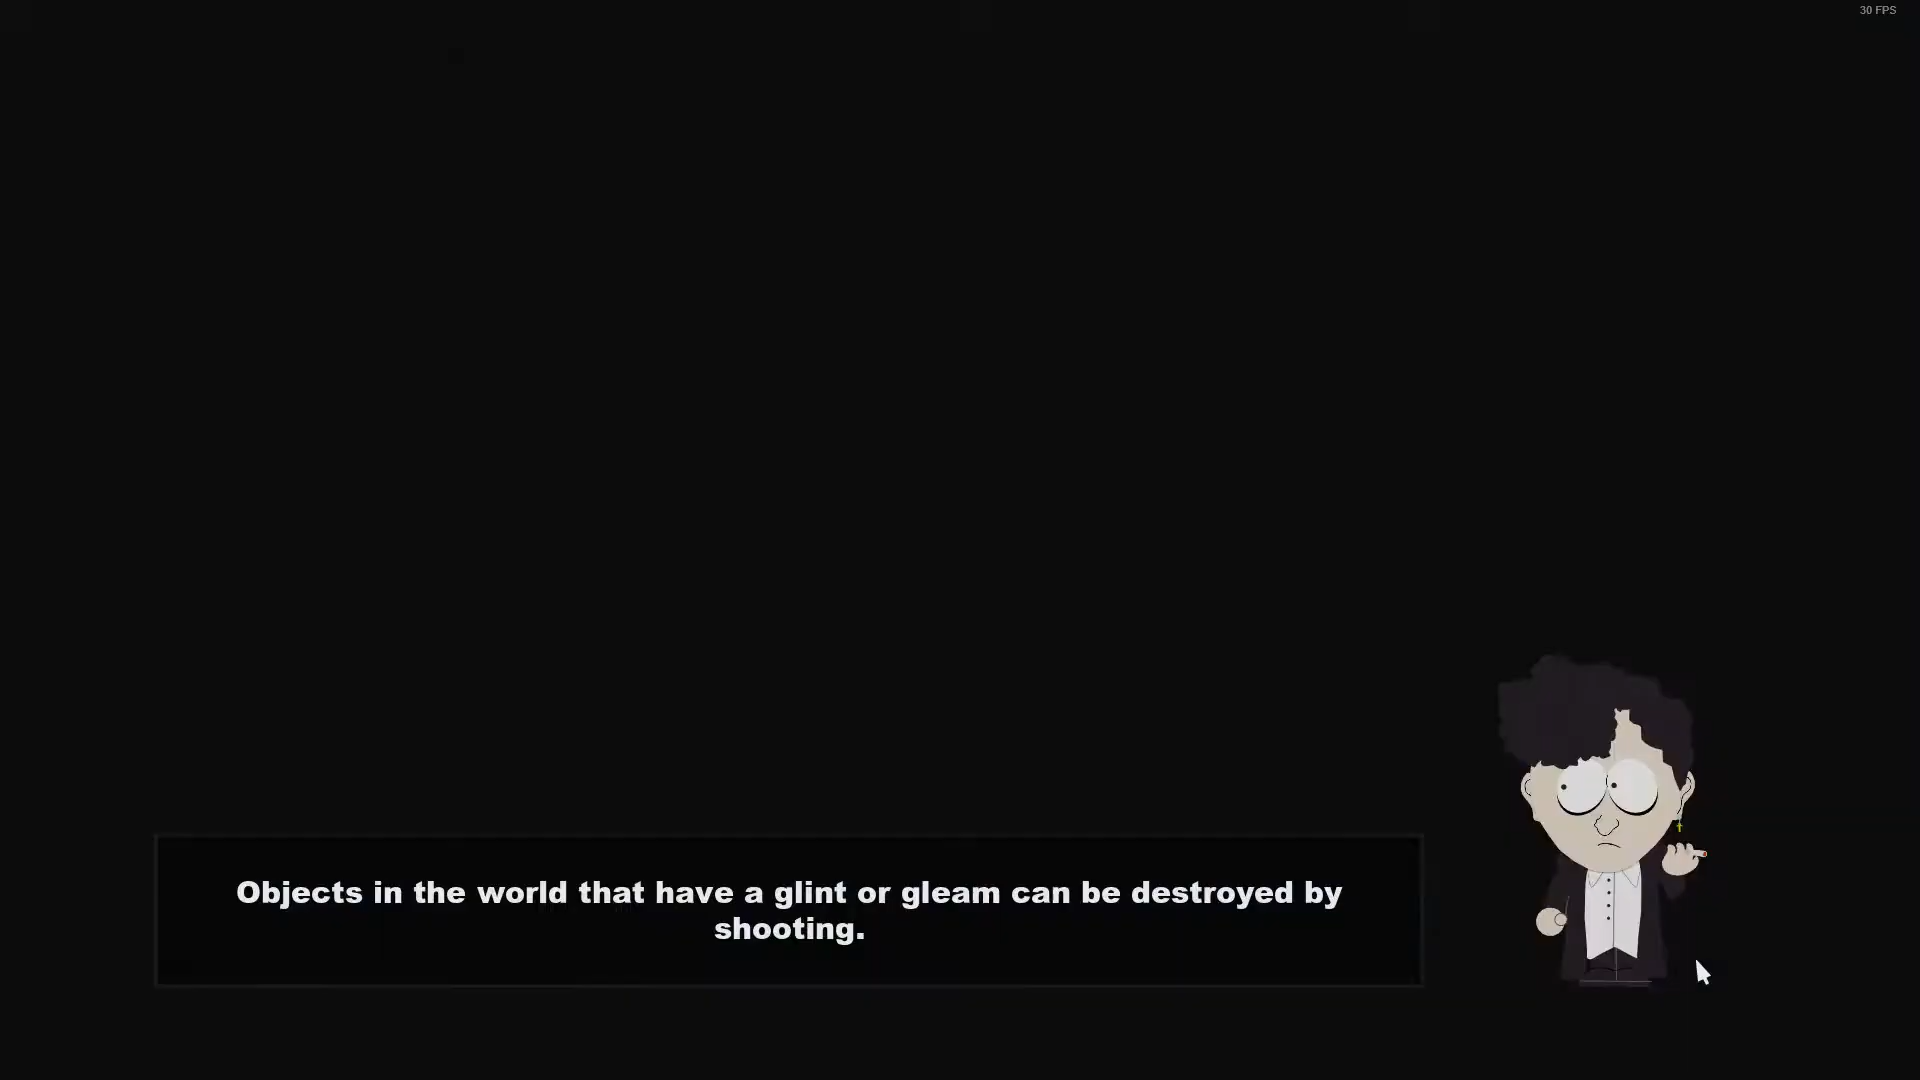 30 FPS
Objects in the world that have a glint or gleam can be destroyed by
shooting.